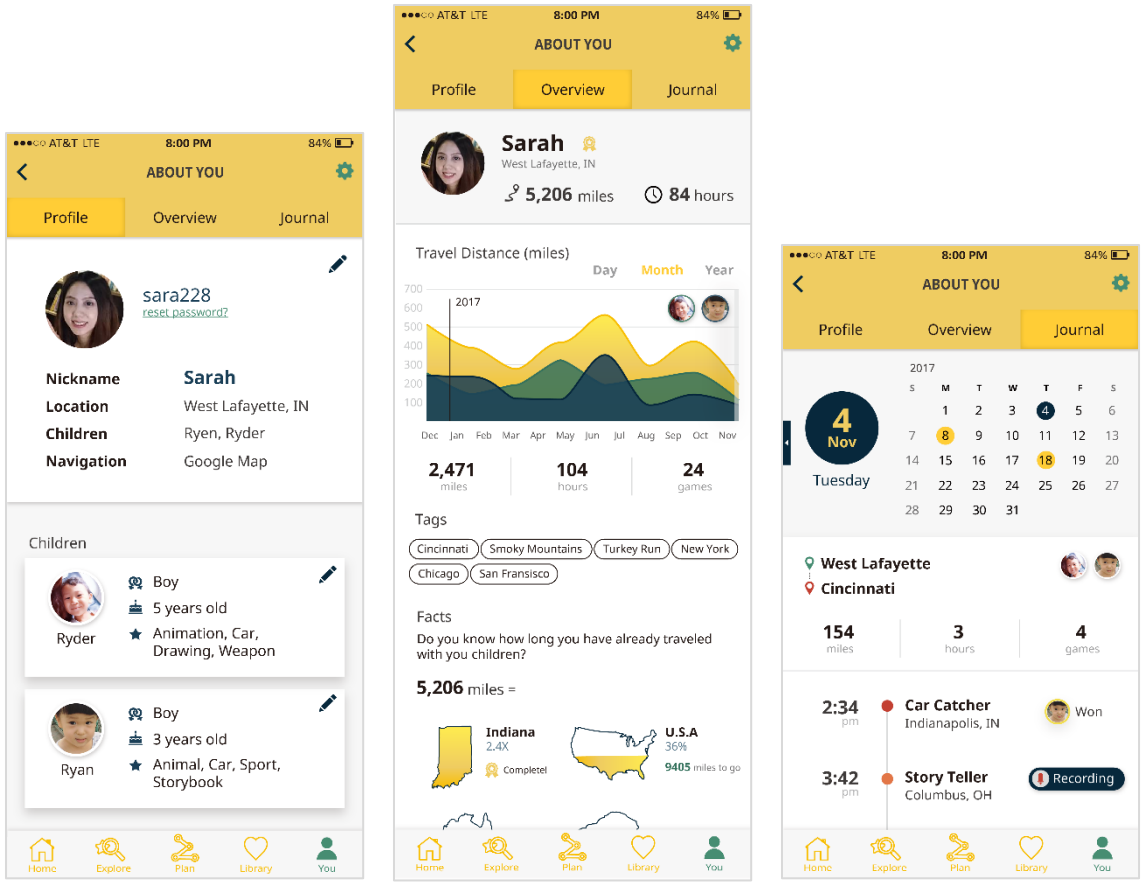 AT&T LTE 8:00 PM 84%
ABOUT YOU
Profile Overview Journal
sara228
reset password?
Nickname Sarah
Location West Lafayette, IN
Children Ryen, Ryder
Navigation Google Map
Children
Boy
5 years old
Ryder
Animation, Car,
Drawing, Weapon
Boy
3 years old
Ryan
Animal, Car, Sport,
Storybook
Home Explore Plan Library You
AT&T LTE 8:00 PM 84%
ABOUT YOU
Profile Overview Journal
Sarah
West Lafayette, IN
5,206 miles 84 hours
Travel Distance (miles)
Day Month Year
700
2017
600
500
400
300
200
100
Dec Jan Feb Mar Apr May Jun Jul Aug Sep Oct Nov
2,471 104 24
miles hours games
Tags
Cincinnati Smoky Mountains Turkey Run New York
Chicago San Fransisco
Facts
Do you know how long you have already traveled
with you children?
5,206 miles =
Indiana
2.4X
Completel
U.S.A
36%
9405 miles to go
Home Explore Plan Library You
AT&T LTE 8:00 PM 84%
ABOUT YOU
Profile Overview Journal
4
Nov
Tuesday
2017
S M T W T F S
1 2 3 4 5 6
7 8 9 10 11 12 13
14 15 16 17 18 19 20
21 22 23 24 25 26 27
28 29 30 31
West Lafayette
Cincinnati
154 3 4
miles hours games
2:34 pm
Car Catcher
Indianapolis, IN
Won
3:42 pm
Story Teller
Columbus, OH
Recording
Home Explore Plan Library You